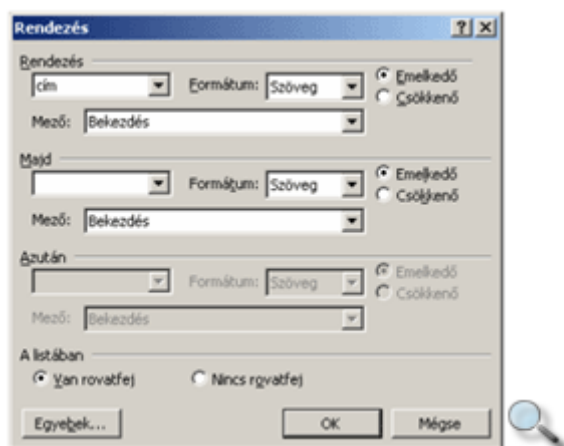 Rendezés
Rendezés
cím Formátum: Szöveg Emelkedő
Csökkenő
Mező: Bekezdés
Majd
Formátum: Szöveg Emelkedő
Csökkenő
Mező: Bekezdés
Azután
Formátum: Szöveg Emelkedő
Csökkenő
Mező: Bekezdés
A listában
Van rovatfej Nincs rovatfej
Egyebek... OK Mégse